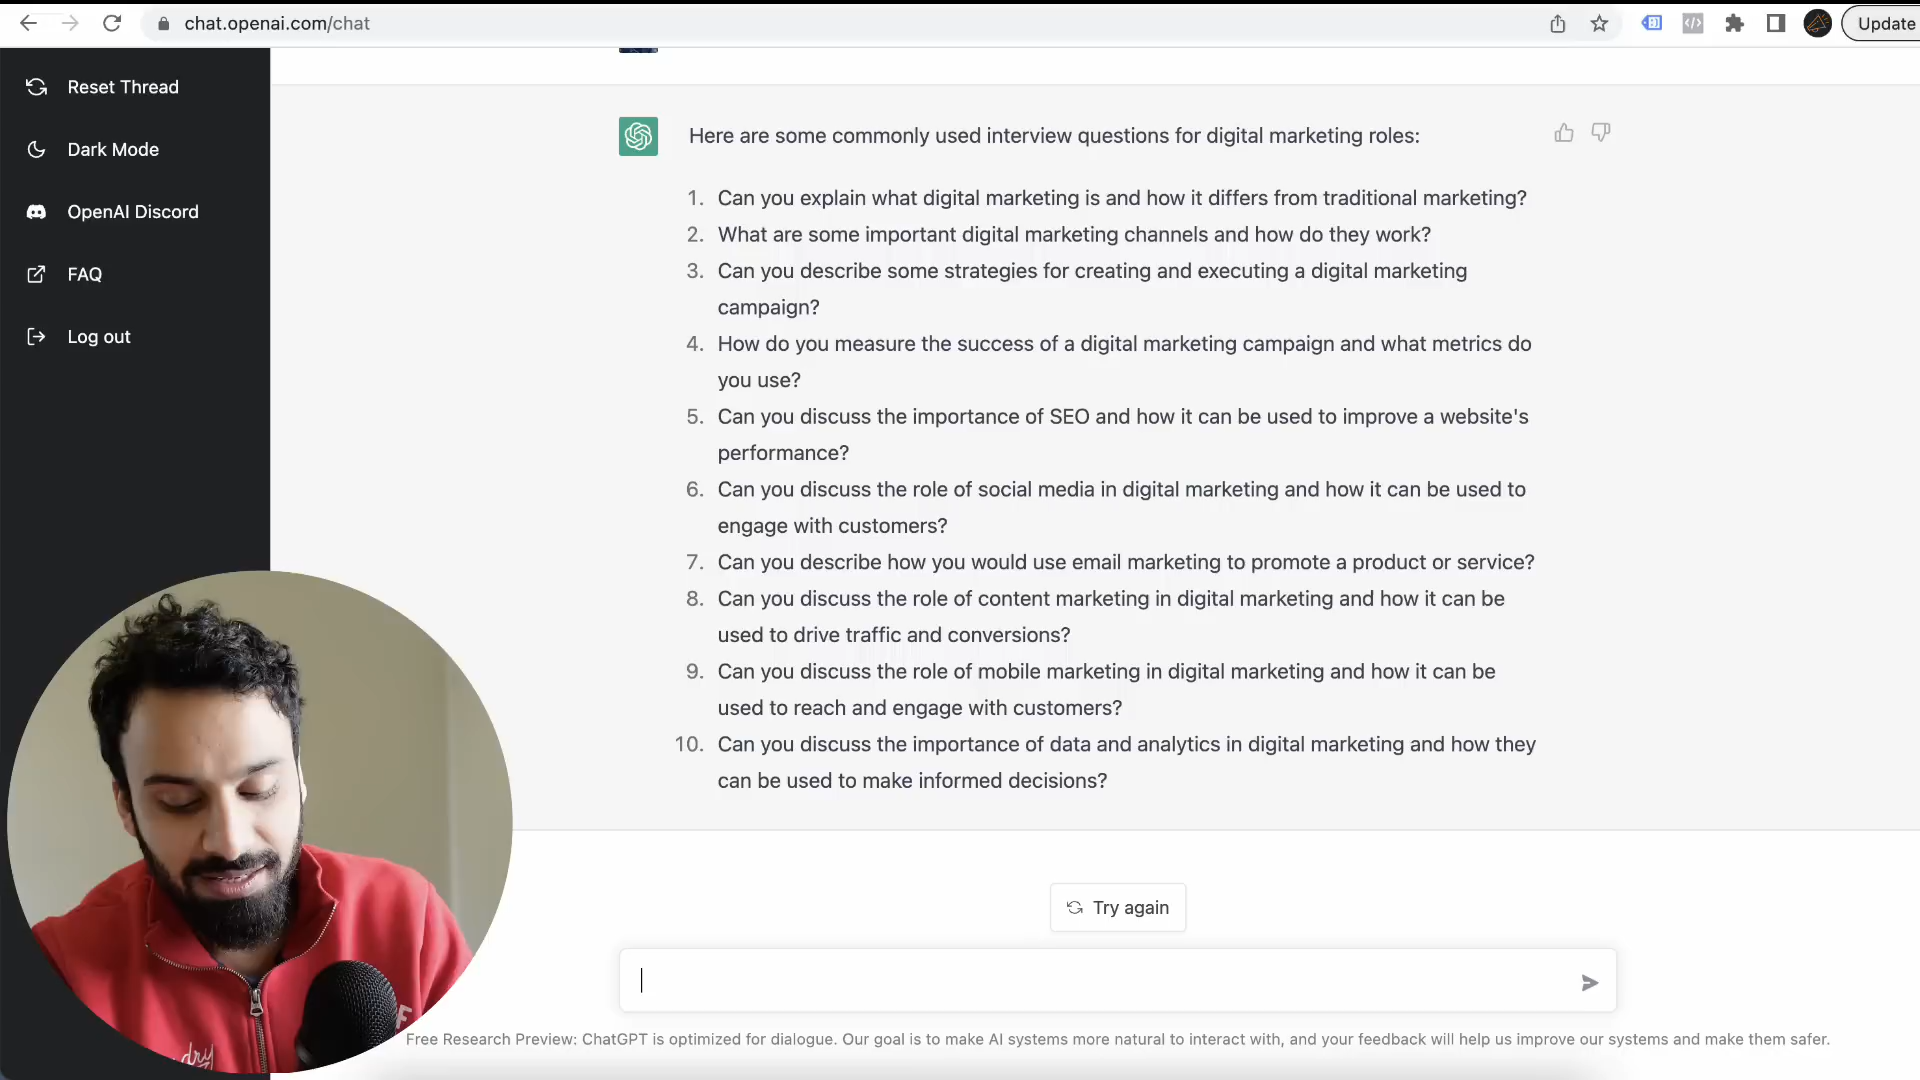 chat.openai.com/chat
Update
Reset Thread
Dark Mode
OpenAI Discord
FAQ
Log out
Here are some commonly used interview questions for digital marketing roles:
1. Can you explain what digital marketing is and how it differs from traditional marketing?
2. What are some important digital marketing channels and how do they work?
3. Can you describe some strategies for creating and executing a digital marketing
campaign?
4. How do you measure the success of a digital marketing campaign and what metrics do
you use?
5. Can you discuss the importance of SEO and how it can be used to improve a website's
performance?
6. Can you discuss the role of social media in digital marketing and how it can be used to
engage with customers?
7. Can you describe how you would use email marketing to promote a product or service?
8. Can you discuss the role of content marketing in digital marketing and how it can be
used to drive traffic and conversions?
9. Can you discuss the role of mobile marketing in digital marketing and how it can be
used to reach and engage with customers?
10. Can you discuss the importance of data and analytics in digital marketing and how they
can be used to make informed decisions?
Try again
Free Research Preview: ChatGPT is optimized for dialogue. Our goal is to make AI systems more natural to interact with, and your feedback will help us improve our systems and make them safer.